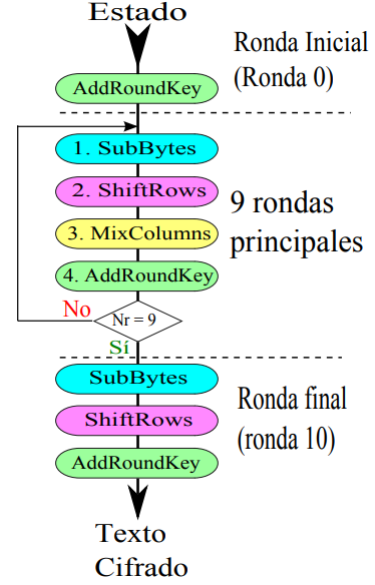 Estado
Ronda Inicial
(Ronda 0)
AddRoundKey
1. SubBytes
2. ShiftRows
9 rondas
principales
3. MixColumns
4. AddRoundKey
No
Nr = 9
Sí
SubBytes
Ronda final
(ronda 10)
ShiftRows
AddRoundKey
Texto
Cifrado